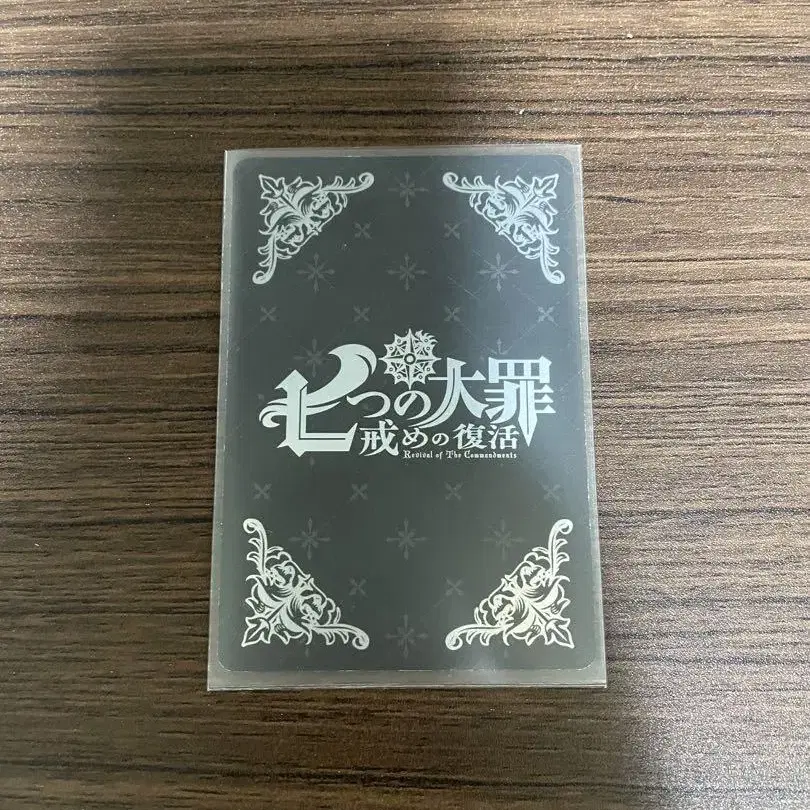 七つの大罪
戒めの復活
Revival of The Commandments